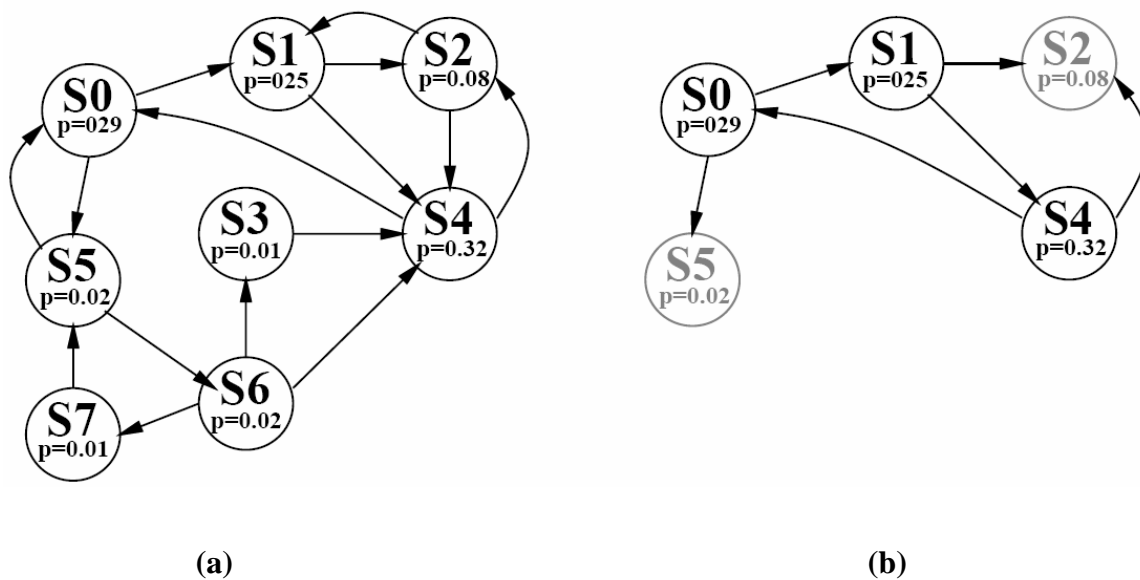 S1
p=025
S2
p=0.08
S0
p=029
S3
p=0.01
S4
p=0.32
S5
p=0.02
S6
p=0.02
S7
p=0.01
(a)
S1
p=025
S2
p=0.08
S0
p=029
S4
p=0.32
S5
p=0.02
(b)